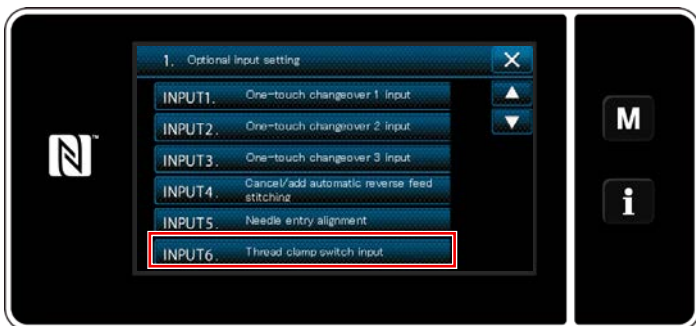 1. Optional input setting
INPUT1. One-touch changeover 1 input
INPUT2. One-touch changeover 2 input
INPUT3. One-touch changeover 3 input
INPUT4. Cancel/add automatic reverse feed
stitching
INPUT5. Needle entry alignment
INPUT6. Thread clamp switch input
M
i